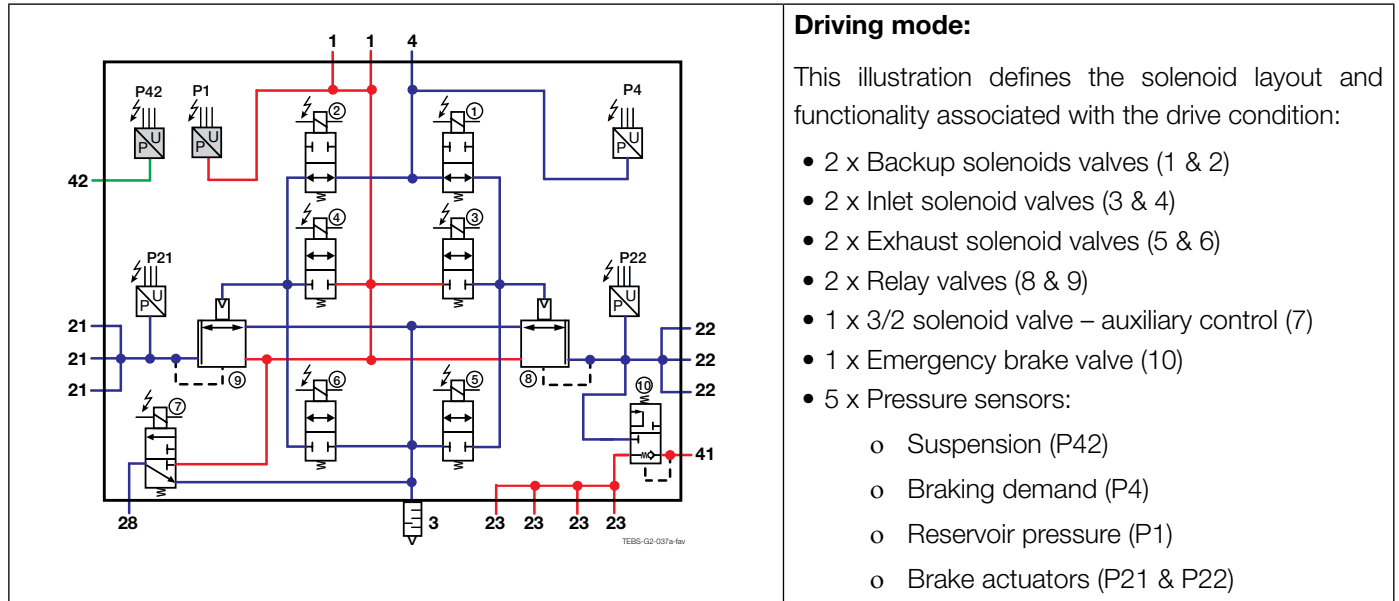 1 1 4
P42 P1 P4
② ①
U P U P U P
42
④ ③
P21 P22
U P U P
21 22
21 22
21 22
⑨ ⑧
⑥ ⑤ ⑩
⑦
41
28 3 23 23 23 23
TEBS-G2-037a-fav
Driving mode:
This illustration defines the solenoid layout and
functionality associated with the drive condition:
• 2 x Backup solenoids valves (1 & 2)
• 2 x Inlet solenoid valves (3 & 4)
• 2 x Exhaust solenoid valves (5 & 6)
• 2 x Relay valves (8 & 9)
• 1 x 3/2 solenoid valve – auxiliary control (7)
• 1 x Emergency brake valve (10)
• 5 x Pressure sensors:
o Suspension (P42)
o Braking demand (P4)
o Reservoir pressure (P1)
o Brake actuators (P21 & P22)